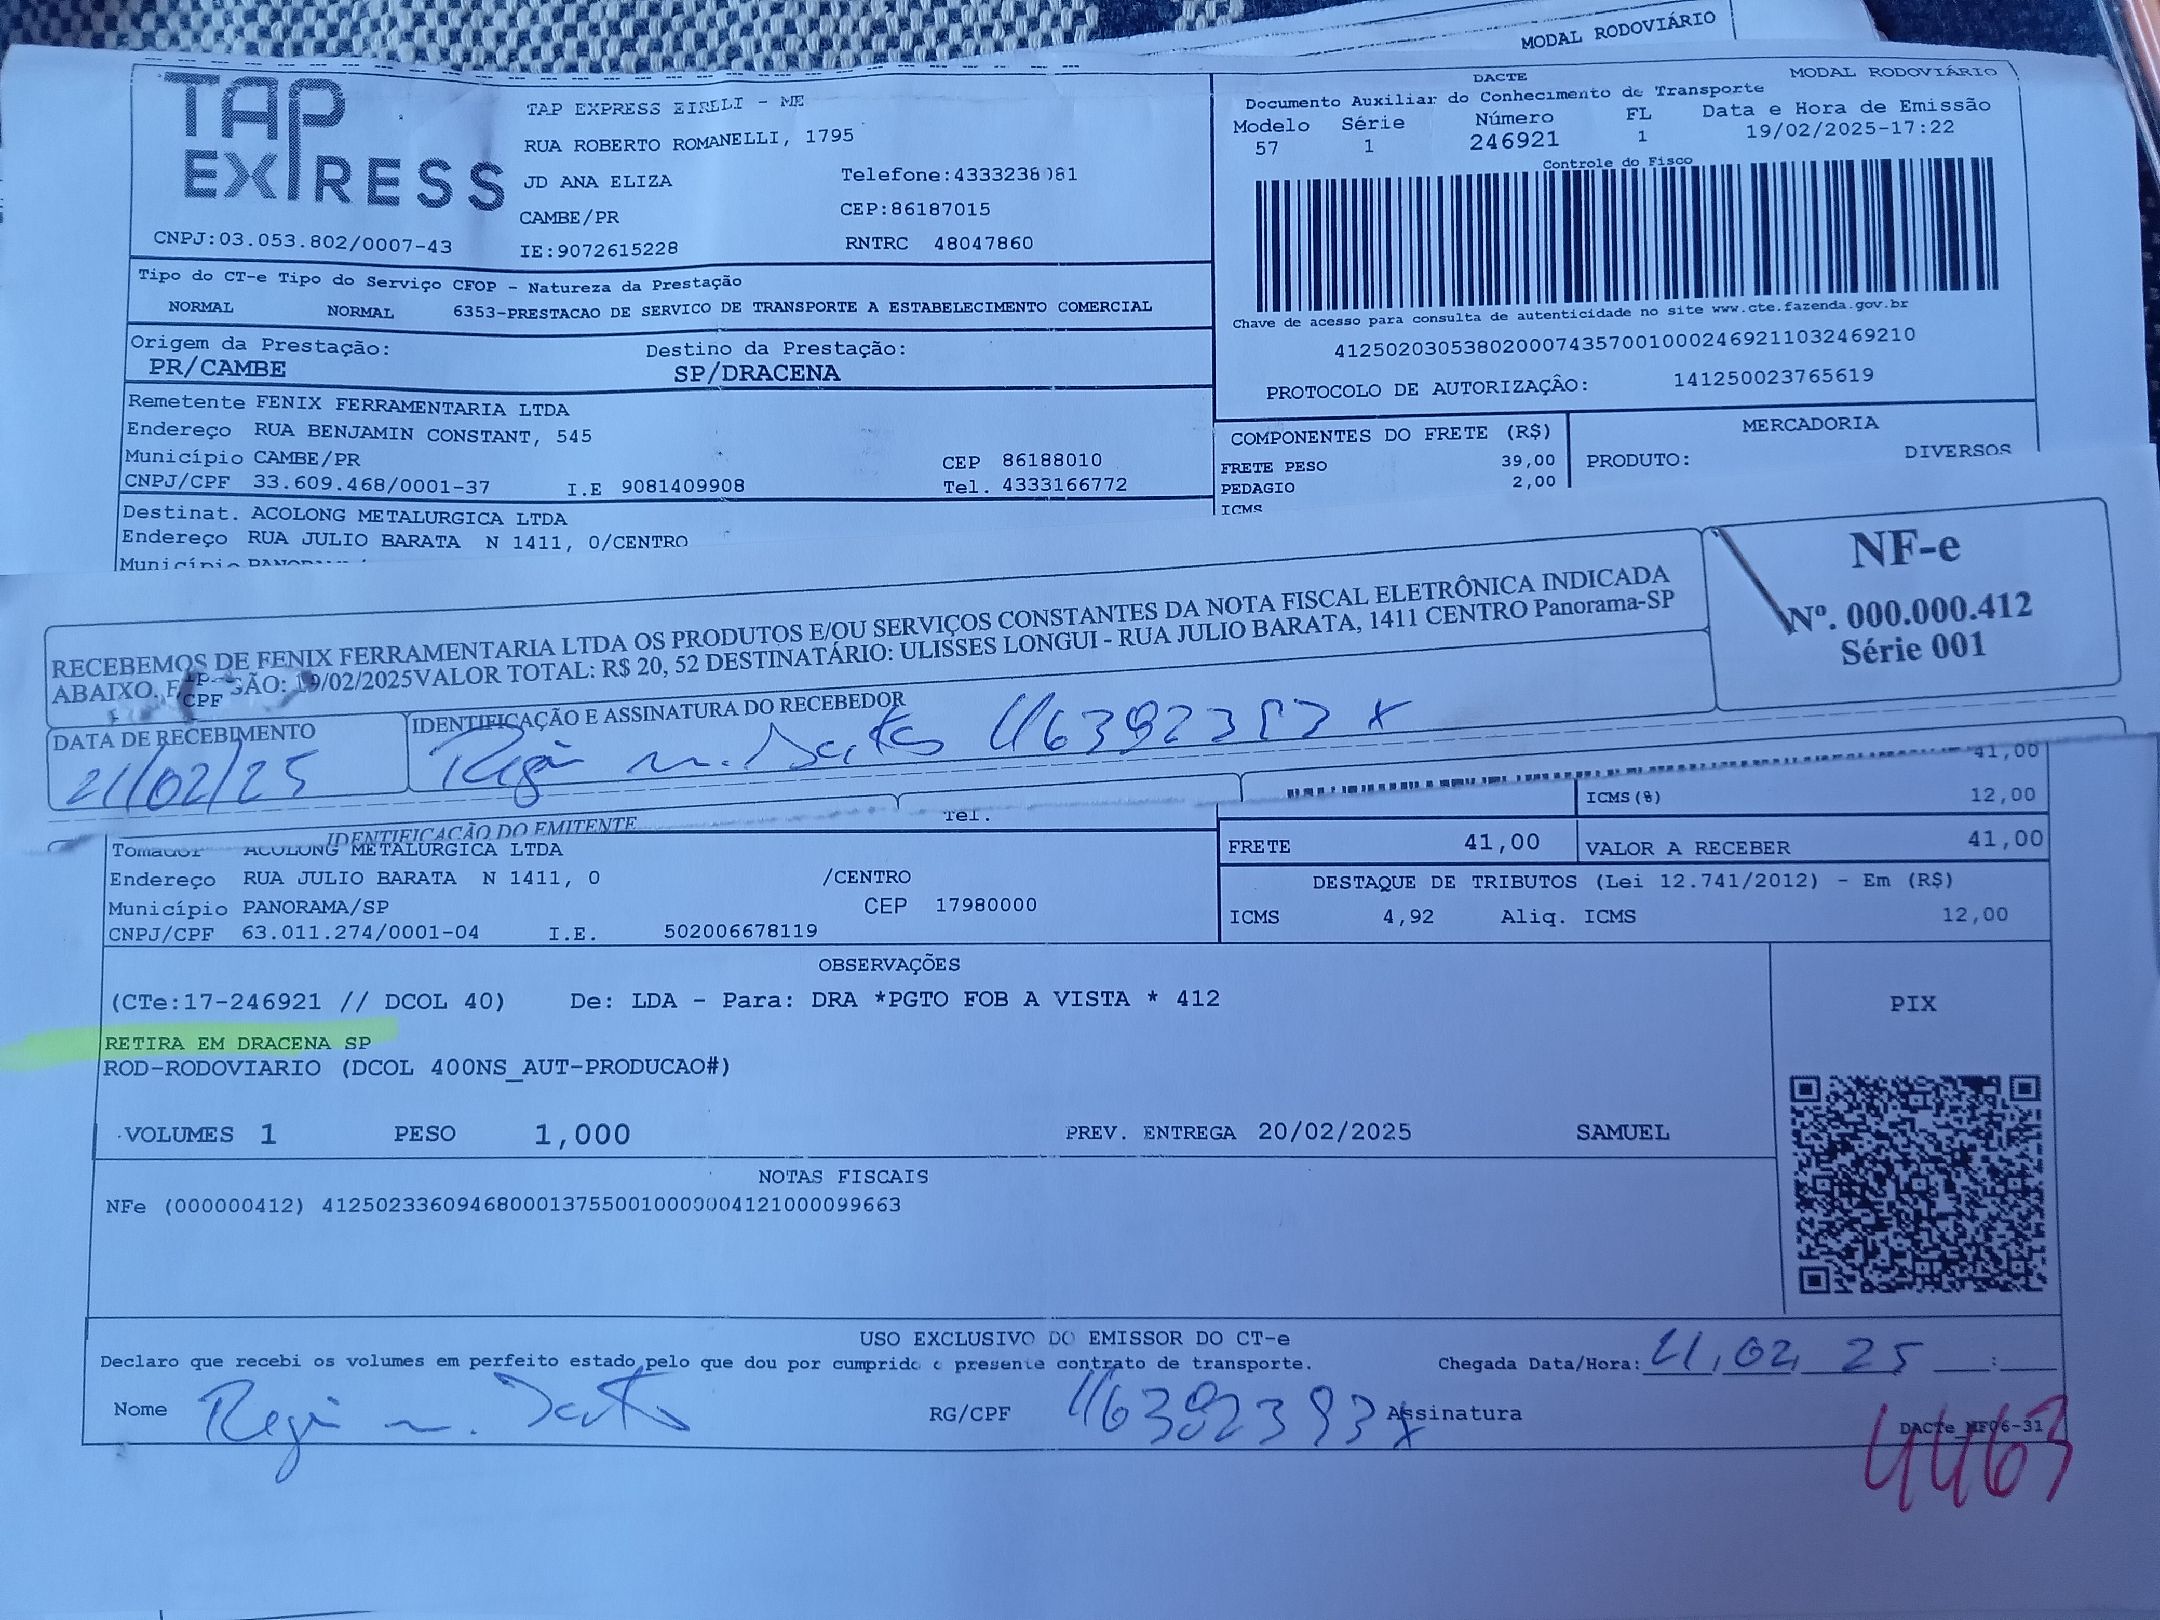 MODAL RODOVIÁRIO
TAP EXPRESS
TAP EXPRESS EIRELI - ME
RUA ROBERTO ROMANELLI, 1795
JD ANA ELIZA
Telefone:4333238081
CAMBE/PR
CEP:86187015
CNPJ:03.053.802/0007-43
IE:9072615228
RNTRC 48047860
DACTE
MODAL RODOVIÁRIO
Documento Auxiliar do Conhecimento de Transporte
Modelo Série Número FL Data e Hora de Emissão
57 1 246921 1 19/02/2025-17:22
Controle do Fisco
Chave de acesso para consulta de autenticidade no site www.cte.fazenda.gov.br
41250203053802000743570010002469211032469210
PROTOCOLO DE AUTORIZAÇÃO: 141250023765619
Tipo do CT-e Tipo do Serviço CFOP - Natureza da Prestação
NORMAL NORMAL 6353-PRESTACAO DE SERVICO DE TRANSPORTE A ESTABELECIMENTO COMERCIAL
Origem da Prestação: Destino da Prestação:
PR/CAMBE SP/DRACENA
Remetente FENIX FERRAMENTARIA LTDA
Endereço RUA BENJAMIN CONSTANT, 545
Município CAMBE/PR CEP 86188010
CNPJ/CPF 33.609.468/0001-37 I.E 9081409908 Tel. 4333166772
COMPONENTES DO FRETE (R$) MERCADORIA
FRETE PESO 39,00 PRODUTO: DIVERSOS
PEDAGIO 2,00
ICMS
Destinat. ACOLONG METALURGICA LTDA
Endereço RUA JULIO BARATA N 1411, 0/CENTRO
Município
NF-e
Nº. 000.000.412
Série 001
RECEBEMOS DE FENIX FERRAMENTARIA LTDA OS PRODUTOS E/OU SERVIÇOS CONSTANTES DA NOTA FISCAL ELETRÔNICA INDICADA
ABAIXO. 19/02/2025VALOR TOTAL: R$ 20, 52 DESTINATÁRIO: ULISSES LONGUI - RUA JULIO BARATA, 1411 CENTRO Panorama-SP
CPF
DATA DE RECEBIMENTO IDENTIFICAÇÃO E ASSINATURA DO RECEBEDOR
21/02/25 46392393x
41,00
ICMS(%) 12,00
IDENTIFICAÇÃO DO EMITENTE Tel.
Tomador ACOLONG METALURGICA LTDA
FRETE 41,00 VALOR A RECEBER 41,00
Endereço RUA JULIO BARATA N 1411, 0 /CENTRO
Município PANORAMA/SP CEP 17980000
CNPJ/CPF 63.011.274/0001-04 I.E. 502006678119
DESTAQUE DE TRIBUTOS (Lei 12.741/2012) - Em (R$)
ICMS 4,92 Aliq. ICMS 12,00
OBSERVAÇÕES
(CTe:17-246921 // DCOL 40) De: LDA - Para: DRA *PGTO FOB A VISTA * 412
RETIRA EM DRACENA SP
ROD-RODOVIARIO (DCOL 400NS_AUT-PRODUCAO#)
PIX
VOLUMES 1 PESO 1,000 PREV. ENTREGA 20/02/2025 SAMUEL
NOTAS FISCAIS
NFe (000000412) 41250233609468000137550010000004121000099663
USO EXCLUSIVO DO EMISSOR DO CT-e
Declaro que recebi os volumes em perfeito estado pelo que dou por cumprido o presente contrato de transporte.
Chegada Data/Hora: 21,02, 25 :
Nome RG/CPF 46392393x Assinatura
DACTe_MF06-31
4463